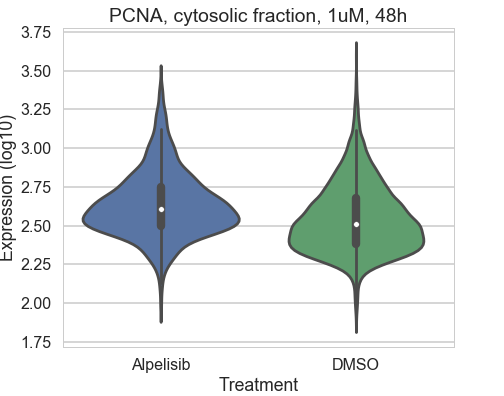 PCNA, cytosolic fraction, 1uM, 48h
Expression (log10)
3.75
3.50
3.25
3.00
2.75
2.50
2.25
2.00
1.75
Alpelisib DMSO
Treatment